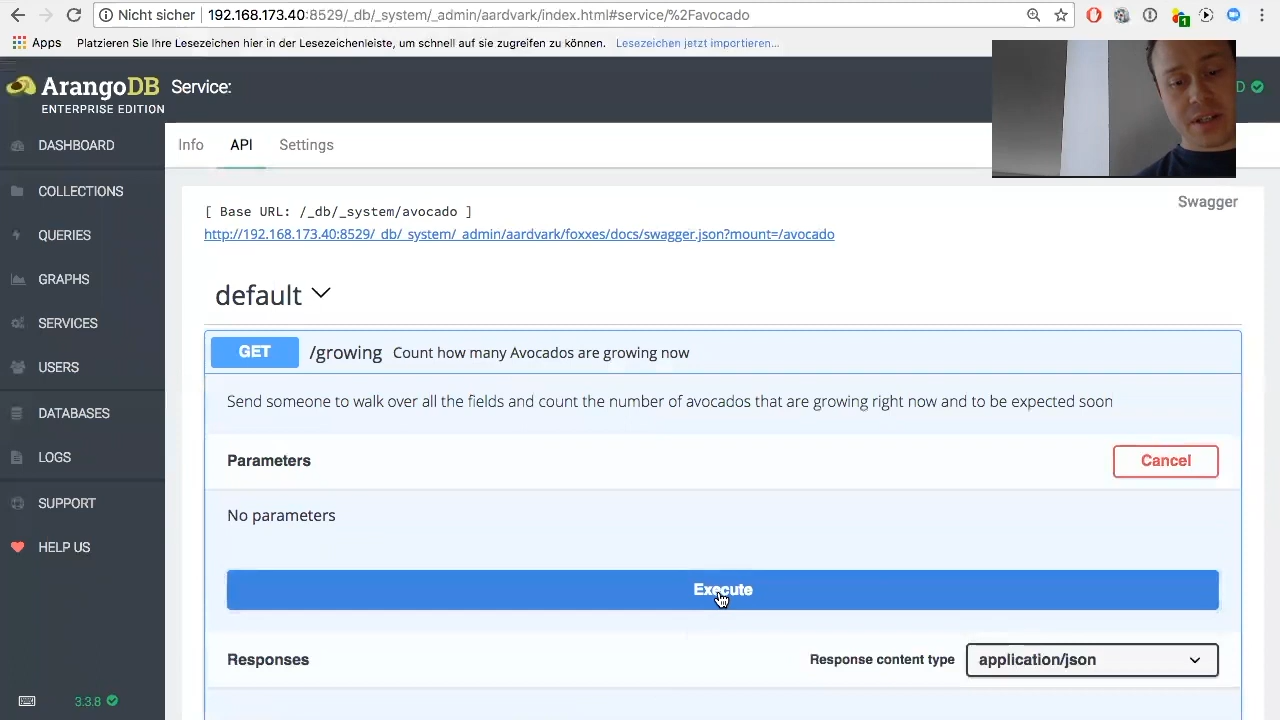 Nicht sicher 192.168.173.40:8529/_db/_system/_admin/aardvark/index.html#service/%2Favocado
Apps Platzieren Sie Ihre Lesezeichen hier in der Lesezeichenleiste, um schnell auf sie zugreifen zu können. Lesezeichen jetzt importieren...
ArangoDB Service:
ENTERPRISE EDITION
D
DASHBOARD
COLLECTIONS
QUERIES
GRAPHS
SERVICES
USERS
DATABASES
LOGS
SUPPORT
HELP US
3.3.8
Info API Settings
Swagger
[ Base URL: /_db/_system/avocado ]
http://192.168.173.40:8529/_db/_system/_admin/aardvark/foxxes/docs/swagger.json?mount=/avocado
default
GET /growing Count how many Avocados are growing now
Send someone to walk over all the fields and count the number of avocados that are growing right now and to be expected soon
Parameters Cancel
No parameters
Execute
Responses Response content type application/json